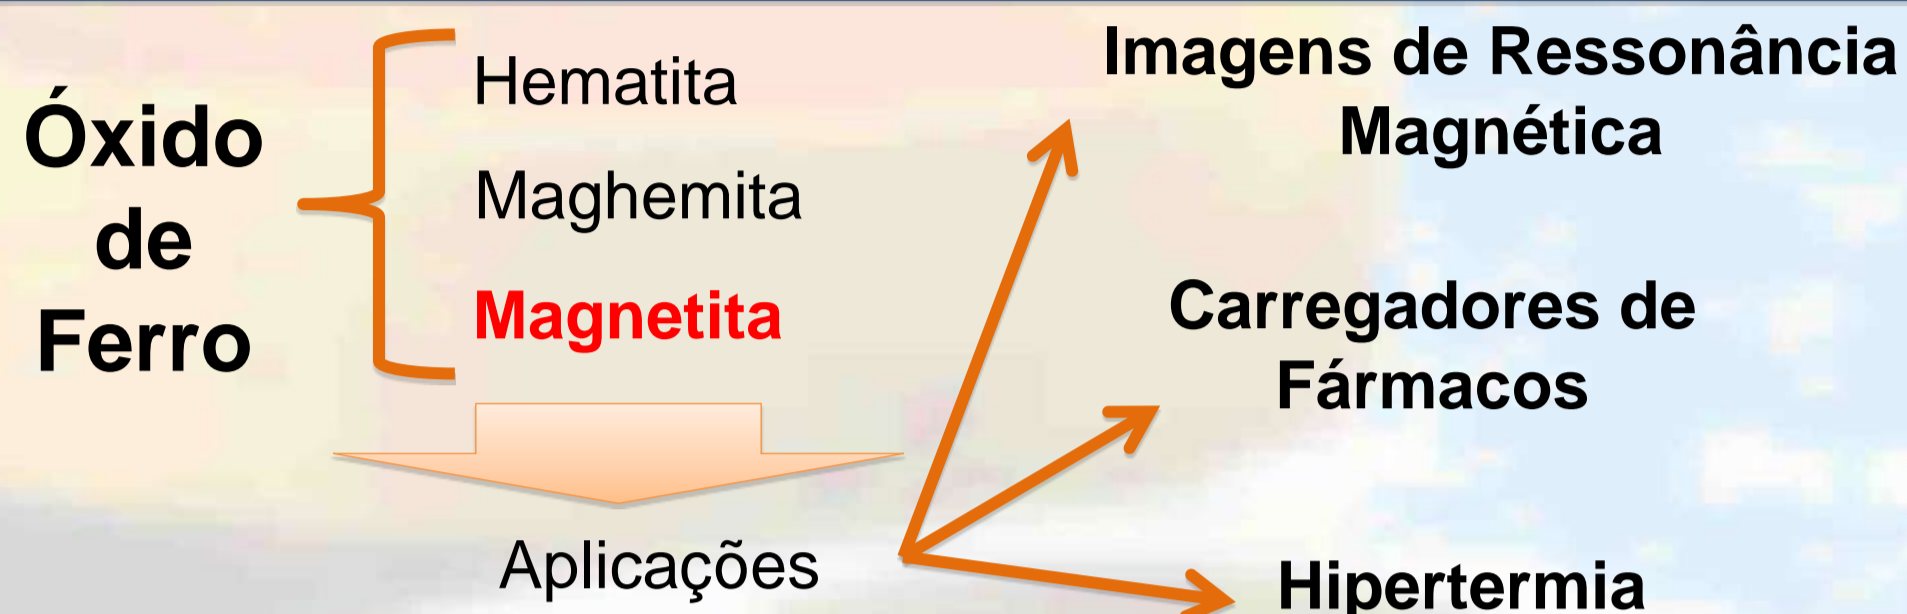 Óxido
de
Ferro
Hematita
Maghemita
Magnetita
Aplicações
Imagens de Ressonância
Magnética
Carregadores de
Fármacos
Hipertermia